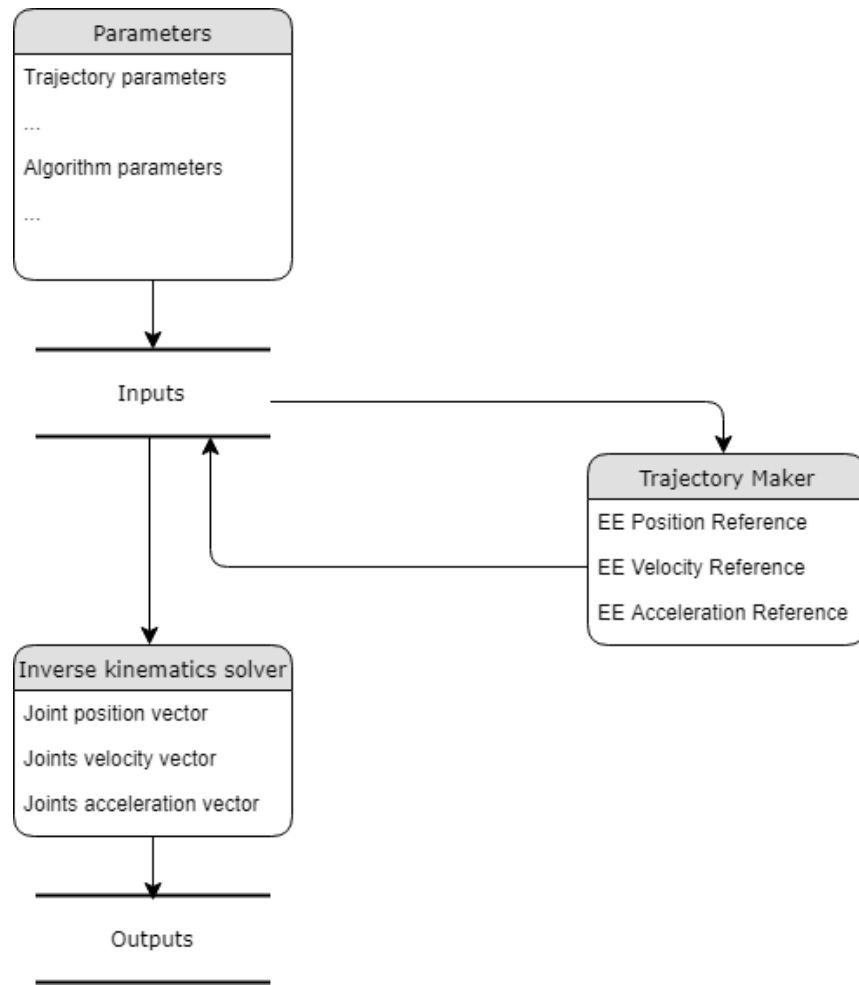 Parameters
Trajectory parameters
...
Algorithm parameters
...
Inputs
Trajectory Maker
EE Position Reference
EE Velocity Reference
EE Acceleration Reference
Inverse kinematics solver
Joint position vector
Joints velocity vector
Joints acceleration vector
Outputs